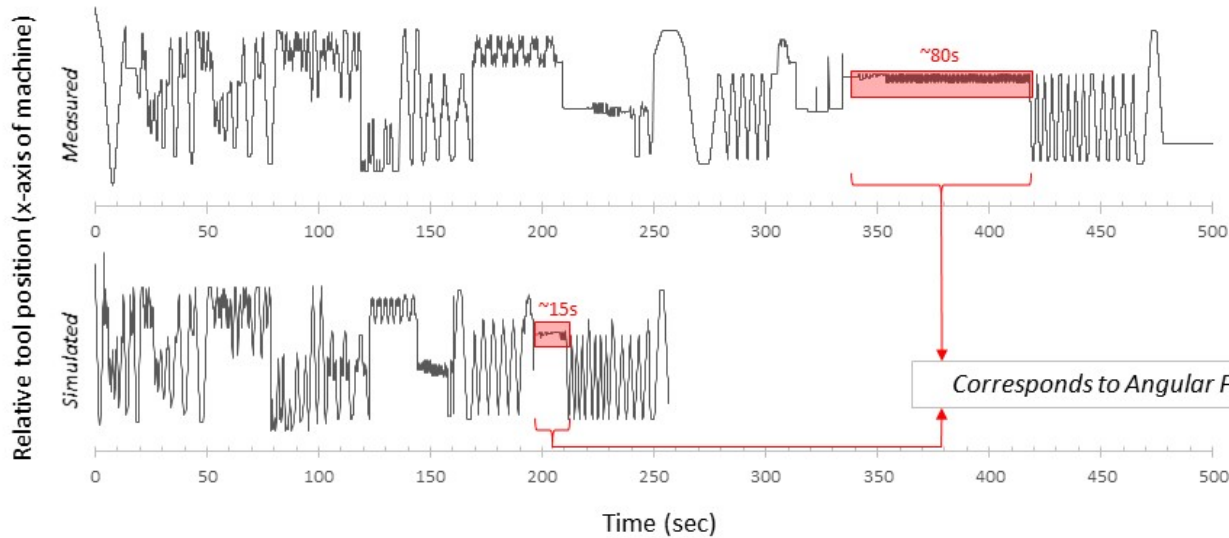 Relative tool position (x-axis of machine)
Measured
~80s
0 50 100 150 200 250 300 350 400 450 500
Simulated
~15s
Corresponds to Angular
0 50 100 150 200 250 300 350 400 450 500
Time (sec)